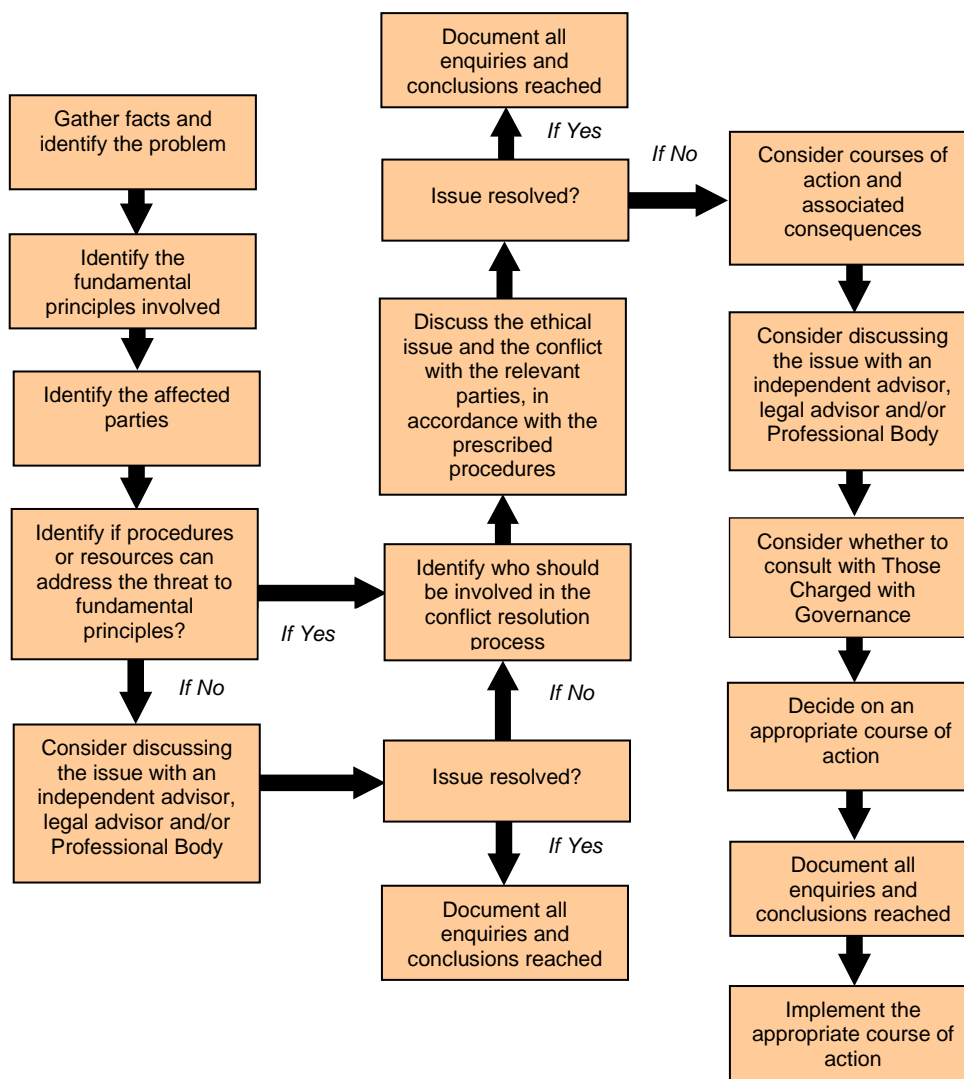 Gather facts and
identify the problem
Identify the
fundamental
principles involved
Identify the affected
parties
Identify if procedures
or resources can
address the threat to
fundamental
principles?
If Yes
If No
Consider discussing
the issue with an
independent advisor,
legal advisor and/or
Professional Body
Document all
enquiries and
conclusions reached
If Yes
Issue resolved?
If No
Discuss the ethical
issue and the conflict
with the relevant
parties, in
accordance with the
prescribed
procedures
Identify who should
be involved in the
conflict resolution
process
If No
Issue resolved?
If Yes
Document all
enquiries and
conclusions reached
Consider courses of
action and
associated
consequences
Consider discussing
the issue with an
independent advisor,
legal advisor and/or
Professional Body
Consider whether to
consult with Those
Charged with
Governance
Decide on an
appropriate course of
action
Document all
enquiries and
conclusions reached
Implement the
appropriate course of
action